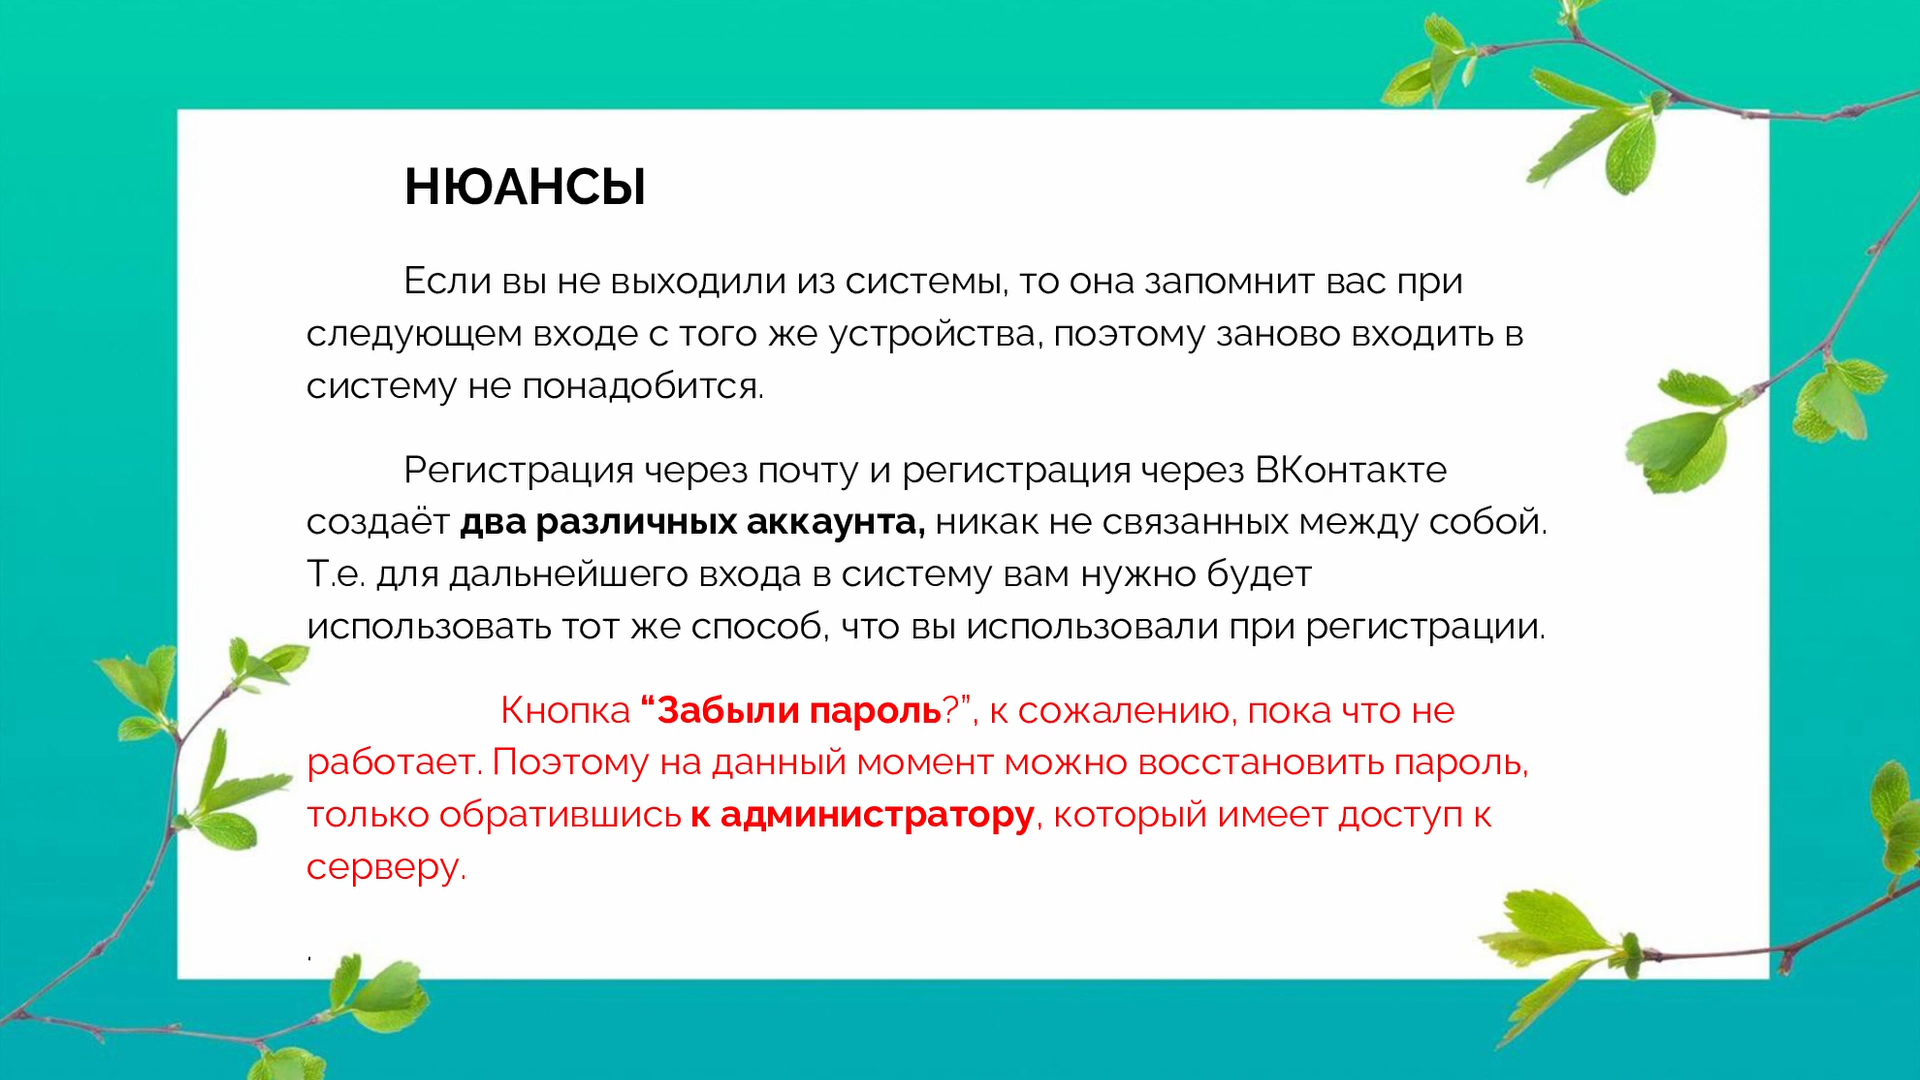 НЮАНСЫ
Если вы не выходили из системы, то она запомнит вас при
следующем входе с того же устройства, поэтому заново входить в
систему не понадобится.
Регистрация через почту и регистрация через ВКонтакте
создаёт два различных аккаунта, никак не связанных между собой.
Т.е. для дальнейшего входа в систему вам нужно будет
использовать тот же способ, что вы использовали при регистрации.
Кнопка “Забыли пароль?”, к сожалению, пока что не
работает. Поэтому на данный момент можно восстановить пароль,
только обратившись к администратору, который имеет доступ к
серверу.
.